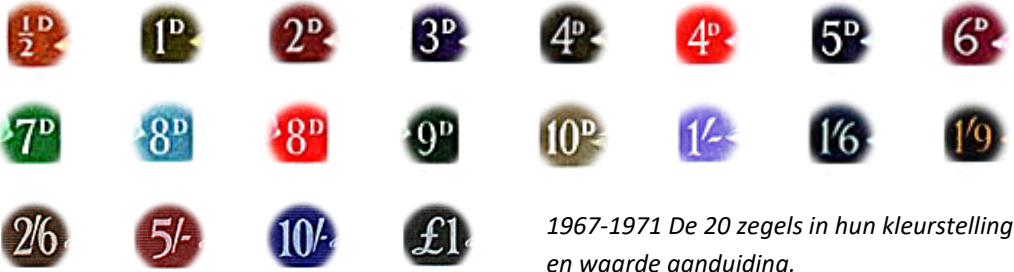 ½D 1D 2D 3D 4D 4D 5D 6D
7D 8D 8D 9D 10D 1/- 1/6 1/9
2/6 5/- 10/- £1
1967-1971 De 20 zegels in hun kleurstelling
en waarde aanduiding.